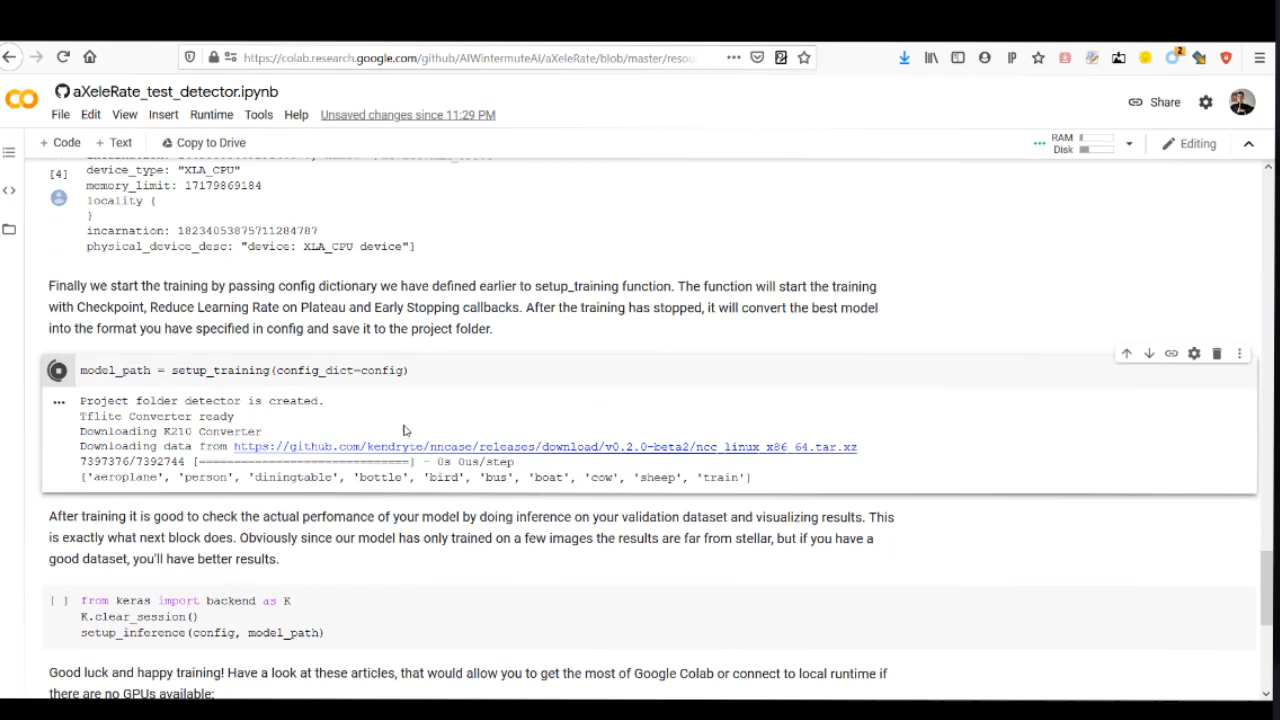 https://colab.research.google.com/github/AIWintermuteAI/aXeleRate/blob/master/resou
2
aXeleRate_test_detector.ipynb
File Edit View Insert Runtime Tools Help Unsaved changes since 11:29 PM
Share
+ Code + Text Copy to Drive
RAM
Disk
Editing
[4]
device_type: "XLA_CPU"
memory_limit: 17179869184
locality {
}
incarnation: 18234053875711284787
physical_device_desc: "device: XLA_CPU device"]
Finally we start the training by passing config dictionary we have defined earlier to setup_training function. The function will start the training
with Checkpoint, Reduce Learning Rate on Plateau and Early Stopping callbacks. After the training has stopped, it will convert the best model
into the format you have specified in config and save it to the project folder.
model_path = setup_training(config_dict=config)
Project folder detector is created.
Tflite Converter ready
Downloading K210 Converter
Downloading data from https://github.com/kendryte/nncase/releases/download/v0.2.0-beta2/ncc_linux_x86_64.tar.xz
7397376/7392744 [==============================] - 0s 0us/step
['aeroplane', 'person', 'diningtable', 'bottle', 'bird', 'bus', 'boat', 'cow', 'sheep', 'train']
After training it is good to check the actual perfomance of your model by doing inference on your validation dataset and visualizing results. This
is exactly what next block does. Obviously since our model has only trained on a few images the results are far from stellar, but if you have a
good dataset, you'll have better results.
[ ] from keras import backend as K
K.clear_session()
setup_inference(config, model_path)
Good luck and happy training! Have a look at these articles, that would allow you to get the most of Google Colab or connect to local runtime if
there are no GPUs available: